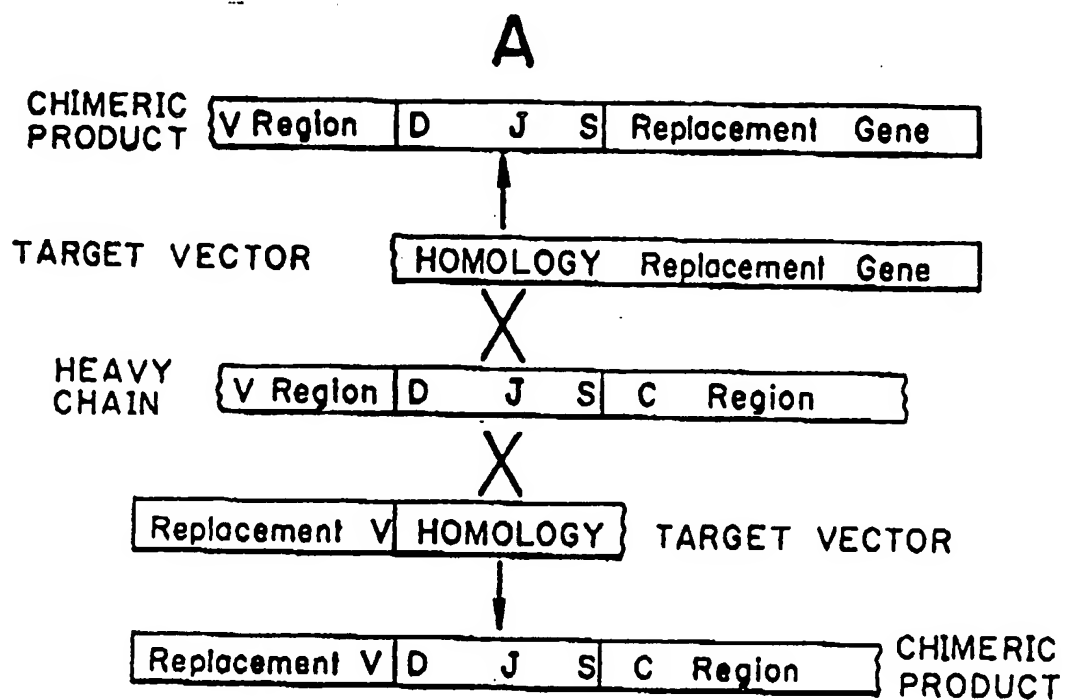 A
CHIMERIC PRODUCT
V Region D J S Replacement Gene
TARGET VECTOR
HOMOLOGY Replacement Gene
HEAVY CHAIN
V Region D J S C Region
Replacement V HOMOLOGY TARGET VECTOR
Replacement V D J S C Region
CHIMERIC PRODUCT